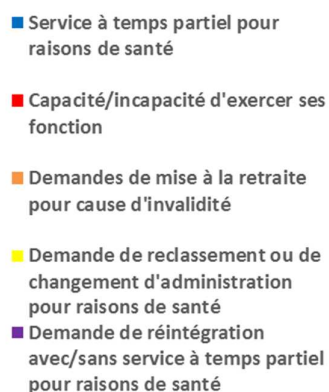 Service à temps partiel pour
raisons de santé
Capacité/incapacité d'exercer ses
fonction
Demandes de mise à la retraite
pour cause d'invalidité
Demande de reclassement ou de
changement d'administration
pour raisons de santé
Demande de réintégration
avec/sans service à temps partiel
pour raisons de santé